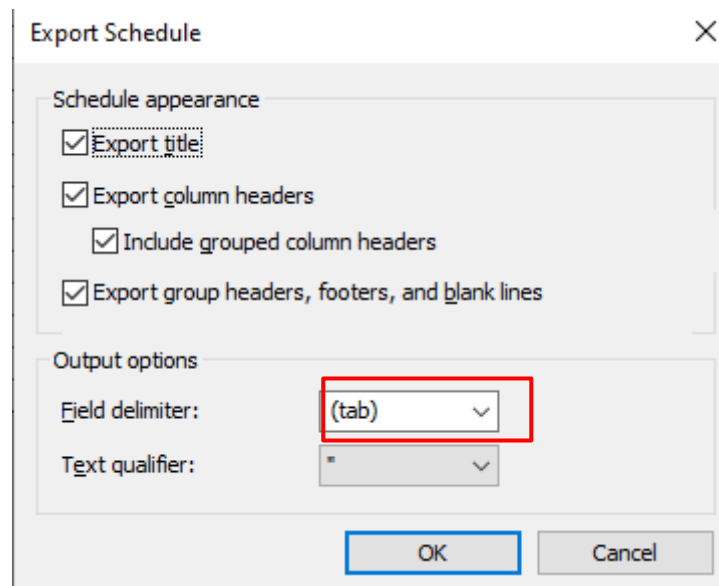 Export Schedule
Schedule appearance
Export title
Export column headers
Include grouped column headers
Export group headers, footers, and blank lines
Output options
Field delimiter: (tab)
Text qualifier: "
OK Cancel